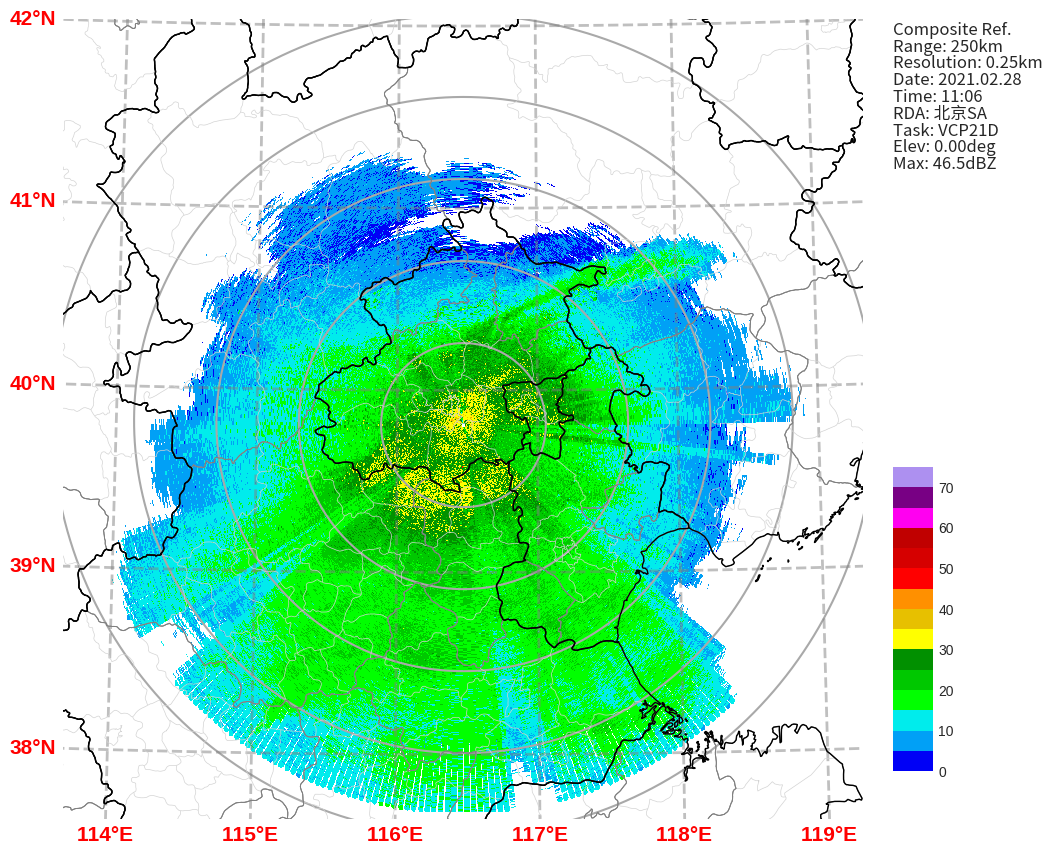 42°N
41°N
40°N
39°N
38°N
114°E
115°E
116°E
117°E
118°E
119°E
Composite Ref.
Range: 250km
Resolution: 0.25km
Date: 2021.02.28
Time: 11:06
RDA: 北京SA
Task: VCP21D
Elev: 0.00deg
Max: 46.5dBZ
70
60
50
40
30
20
10
0